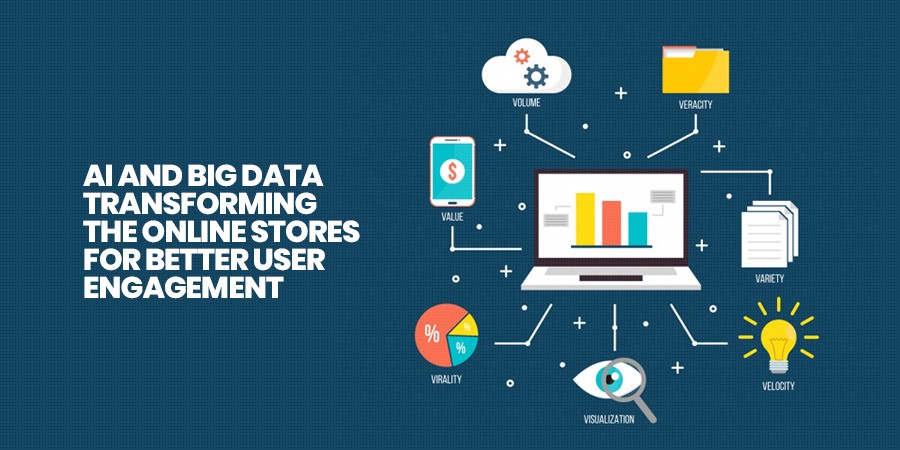 AI AND BIG DATA
TRANSFORMING
THE ONLINE STORES
FOR BETTER USER
ENGAGEMENT
VOLUME
VERACITY
$
VALUE
VARIETY
%
%
%
VIRALITY
VELOCITY
VISUALIZATION